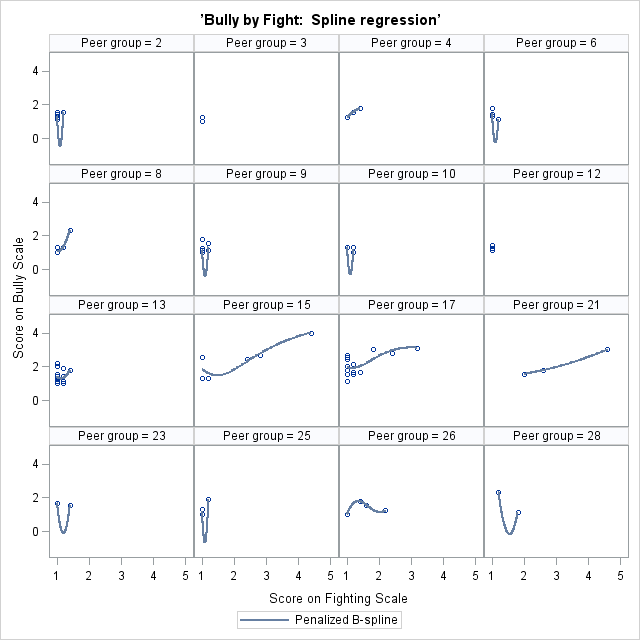 'Bully by Fight:  Spline regression'
Peer group = 2 Peer group = 3 Peer group = 4 Peer group = 6
4
2
0
Peer group = 8 Peer group = 9 Peer group = 10 Peer group = 12
4
2
0
Score on Bully Scale
Peer group = 13 Peer group = 15 Peer group = 17 Peer group = 21
4
2
0
Peer group = 23 Peer group = 25 Peer group = 26 Peer group = 28
4
2
0
1 2 3 4 5 1 2 3 4 5 1 2 3 4 5 1 2 3 4 5
Score on Fighting Scale
Penalized B-spline